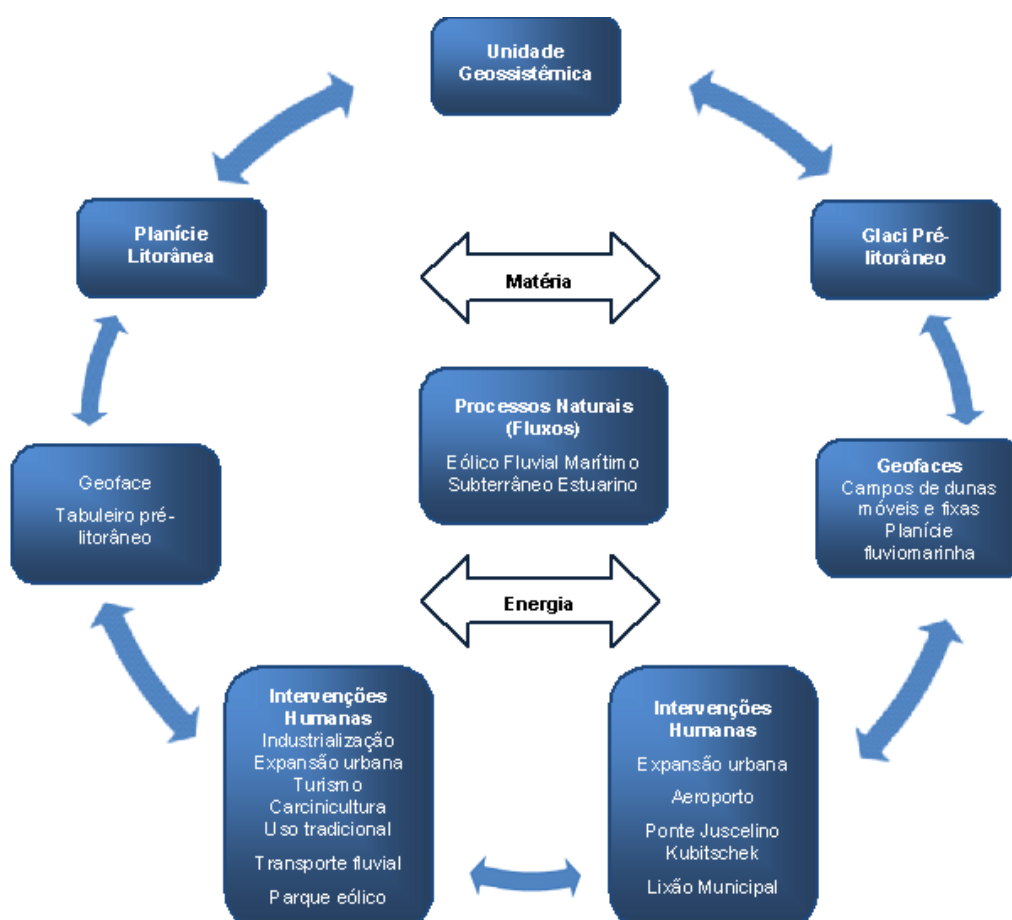 Unidade
Geossistêmica
Planície
Litorânea
Glaci Pré-
litorâneo
Matéria
Processos Naturais
(Fluxos)
Eólico Fluvial Marítimo
Subterrâneo Estuarino
Geoface
Tabuleiro pré-
litorâneo
Geofaces
Campos de dunas
móveis e fixas
Planície
fluviomarinha
Energia
Intervenções
Humanas
Industrialização
Expansão urbana
Turismo
Carcinicultura
Uso tradicional
Transporte fluvial
Parque eólico
Intervenções
Humanas
Expansão urbana
Aeroporto
Ponte Juscelino
Kubitschek
Lixão Municipal